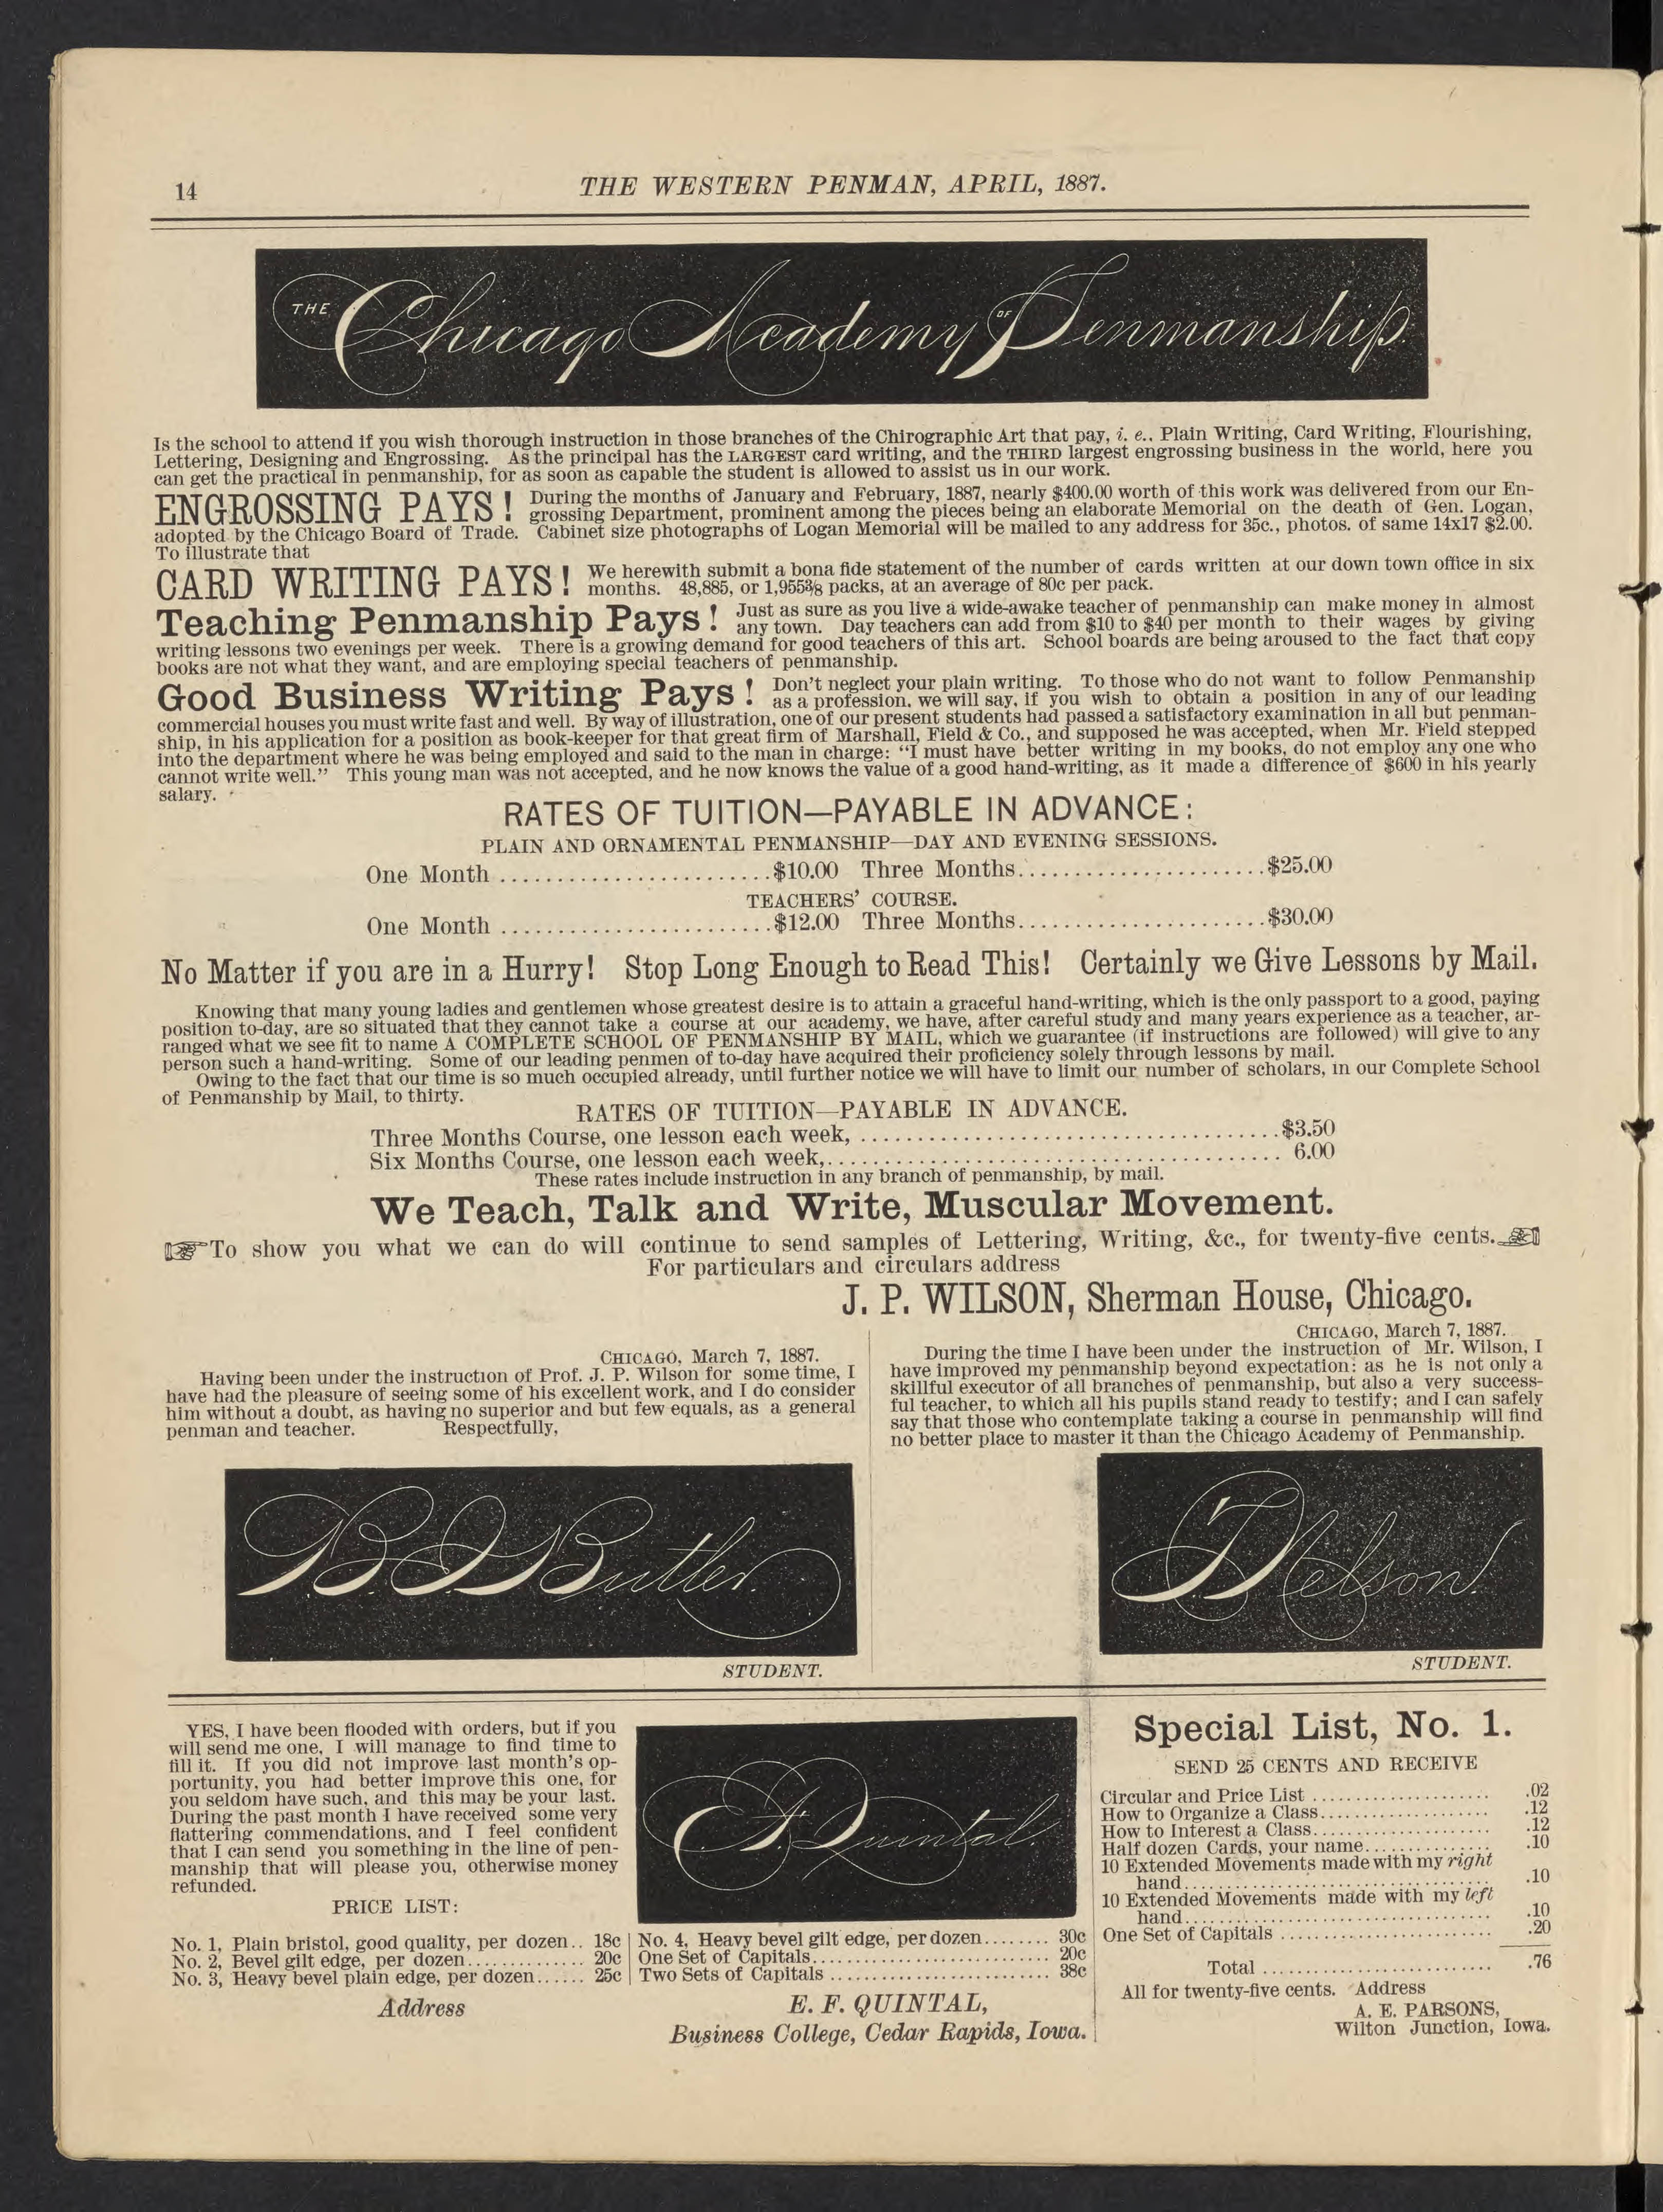 14
THE WESTERN PENMAN, APRIL, 1887.
THE Chicago Academy OF Penmanship.
Is the school to attend if you wish thorough instruction in those branches of the Chirographic Art that pay, i. e.. Plain Writing, Card Writing, Flourishing,
Lettering, Designing and Engrossing. As the principal has the LARGEST card writing, and the THIRD largest engrossing business in the world, here you
can get the practical in penmanship, for as soon as capable the student is allowed to assist us in our work.
ENGROSSING PAYS! During the months of January and February, 1887, nearly $400.00 worth of this work was delivered from our En-
grossing Department, prominent among the pieces being an elaborate Memorial on the death of Gen. Logan,
adopted by the Chicago Board of Trade. Cabinet size photographs of Logan Memorial will be mailed to any address for 35c., photos. of same 14x17 $2.00.
To illustrate that
CARD WRITING PAYS! We herewith submit a bona fide statement of the number of cards written at our down town office in six
months. 48,885, or 1,955⅜ packs, at an average of 80c per pack.
Teaching Penmanship Pays! Just as sure as you live a wide-awake teacher of penmanship can make money in almost
any town. Day teachers can add from $10 to $40 per month to their wages by giving
writing lessons two evenings per week. There is a growing demand for good teachers of this art. School boards are being aroused to the fact that copy
books are not what they want, and are employing special teachers of penmanship.
Good Business Writing Pays! Don't neglect your plain writing. To those who do not want to follow Penmanship
as a profession, we will say, if you wish to obtain a position in any of our leading
commercial houses you must write fast and well. By way of illustration, one of our present students had passed a satisfactory examination in all but penman-
ship, in his application for a position as book-keeper for that great firm of Marshall, Field & Co., and supposed he was accepted, when Mr. Field stepped
into the department where he was being employed and said to the man in charge: "I must have better writing in my books, do not employ any one who
cannot write well." This young man was not accepted, and he now knows the value of a good hand-writing, as it made a difference of $600 in his yearly
salary.
RATES OF TUITION—PAYABLE IN ADVANCE:
PLAIN AND ORNAMENTAL PENMANSHIP—DAY AND EVENING SESSIONS.
One Month ........................$10.00 Three Months......................$25.00
TEACHERS' COURSE.
One Month ........................$12.00 Three Months......................$30.00
No Matter if you are in a Hurry! Stop Long Enough to Read This! Certainly we Give Lessons by Mail.
Knowing that many young ladies and gentlemen whose greatest desire is to attain a graceful hand-writing, which is the only passport to a good, paying
position to-day, are so situated that they cannot take a course at our academy, we have, after careful study and many years experience as a teacher, ar-
ranged what we see fit to name A COMPLETE SCHOOL OF PENMANSHIP BY MAIL, which we guarantee (if instructions are followed) will give to any
person such a hand-writing. Some of our leading penmen of to-day have acquired their proficiency solely through lessons by mail.
Owing to the fact that our time is so much occupied already, until further notice we will have to limit our number of scholars, in our Complete School
of Penmanship by Mail, to thirty.
RATES OF TUITION—PAYABLE IN ADVANCE.
Three Months Course, one lesson each week, ....................................$3.50
Six Months Course, one lesson each week,....................................... 6.00
These rates include instruction in any branch of penmanship, by mail.
We Teach, Talk and Write, Muscular Movement.
☞To show you what we can do will continue to send samples of Lettering, Writing, &c., for twenty-five cents.☜
For particulars and circulars address
J. P. WILSON, Sherman House, Chicago.
CHICAGO, March 7, 1887.
Having been under the instruction of Prof. J. P. Wilson for some time, I
have had the pleasure of seeing some of his excellent work, and I do consider
him without a doubt, as having no superior and but few equals, as a general
penman and teacher. Respectfully,
B.O.Butler.
STUDENT.
CHICAGO, March 7, 1887.
During the time I have been under the instruction of Mr. Wilson, I
have improved my penmanship beyond expectation: as he is not only a
skillful executor of all branches of penmanship, but also a very success-
ful teacher, to which all his pupils stand ready to testify; and I can safely
say that those who contemplate taking a course in penmanship will find
no better place to master it than the Chicago Academy of Penmanship.
Nelson.
STUDENT.
YES, I have been flooded with orders, but if you
will send me one, I will manage to find time to
fill it. If you did not improve last month's op-
portunity, you had better improve this one, for
you seldom have such, and this may be your last.
During the past month I have received some very
flattering commendations, and I feel confident
that I can send you something in the line of pen-
manship that will please you, otherwise money
refunded.
PRICE LIST:
No. 1, Plain bristol, good quality, per dozen.. 18c
No. 2, Bevel gilt edge, per dozen............... 20c
No. 3, Heavy bevel plain edge, per dozen...... 25c
Quintal.
No. 4, Heavy bevel gilt edge, per dozen........ 30c
One Set of Capitals............................ 20c
Two Sets of Capitals ........................... 38c
Address
E. F. QUINTAL,
Business College, Cedar Rapids, Iowa.
Special List, No. 1.
SEND 25 CENTS AND RECEIVE
Circular and Price List ..................... .02
How to Organize a Class.................... .12
How to Interest a Class..................... .12
Half dozen Cards, your name............... .10
10 Extended Movements made with my right
hand.................................... .10
10 Extended Movements made with my left
hand.................................... .10
One Set of Capitals ......................... .20
Total ........................... .76
All for twenty-five cents. Address
A. E. PARSONS,
Wilton Junction, Iowa.